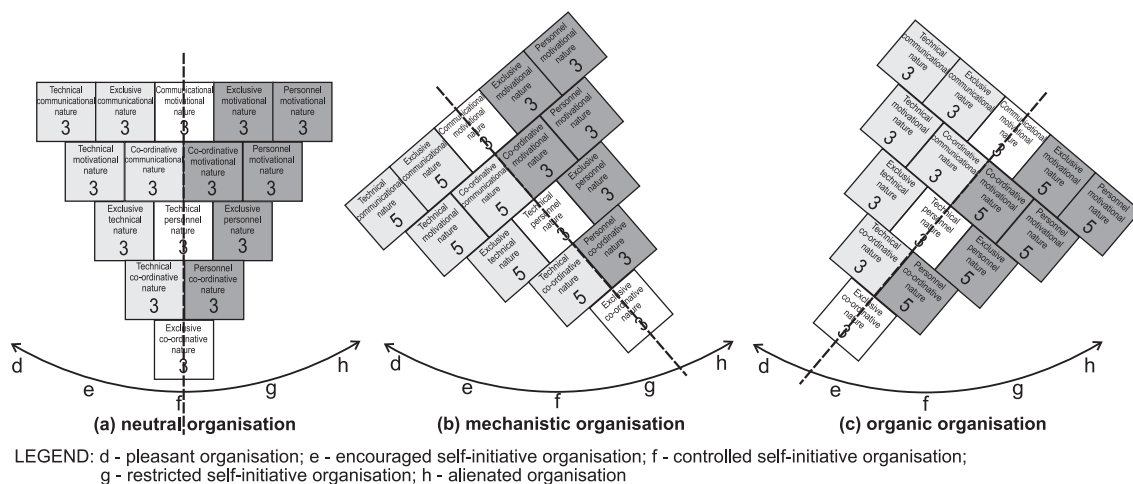 Technical
communicational
nature
3
Exclusive
communicational
nature
3
Communicational
motivational
nature
3
Exclusive
motivational
nature
3
Personnel
motivational
nature
3
Technical
motivational
nature
3
Co-ordinative
communicational
nature
3
Co-ordinative
motivational
nature
3
Personnel
motivational
nature
3
Exclusive
technical
nature
3
Technical
personnel
nature
3
Exclusive
personnel
nature
3
Technical
co-ordinative
nature
3
Personnel
co-ordinative
nature
3
Exclusive
co-ordinative
nature
3
d
e
f
g
h
(a) neutral organisation
Technical
communicational
nature
5
Exclusive
communicational
nature
5
Communicational
motivational
nature
3
Exclusive
motivational
nature
3
Personnel
motivational
nature
3
Technical
motivational
nature
5
Co-ordinative
communicational
nature
5
Co-ordinative
motivational
nature
3
Personnel
motivational
nature
3
Exclusive
technical
nature
5
Technical
personnel
nature
3
Exclusive
personnel
nature
3
Technical
co-ordinative
nature
5
Personnel
co-ordinative
nature
3
Exclusive
co-ordinative
nature
3
d
e
f
g
h
(b) mechanistic organisation
Technical
communicational
nature
3
Exclusive
communicational
nature
3
Communicational
motivational
nature
3
Exclusive
motivational
nature
5
Personnel
motivational
nature
5
Technical
motivational
nature
3
Co-ordinative
communicational
nature
3
Co-ordinative
motivational
nature
5
Personnel
motivational
nature
5
Exclusive
technical
nature
3
Technical
personnel
nature
3
Exclusive
personnel
nature
5
Technical
co-ordinative
nature
3
Personnel
co-ordinative
nature
5
Exclusive
co-ordinative
nature
3
d
e
f
g
h
(c) organic organisation
LEGEND: d - pleasant organisation; e - encouraged self-initiative organisation; f - controlled self-initiative organisation;
g - restricted self-initiative organisation; h - alienated organisation